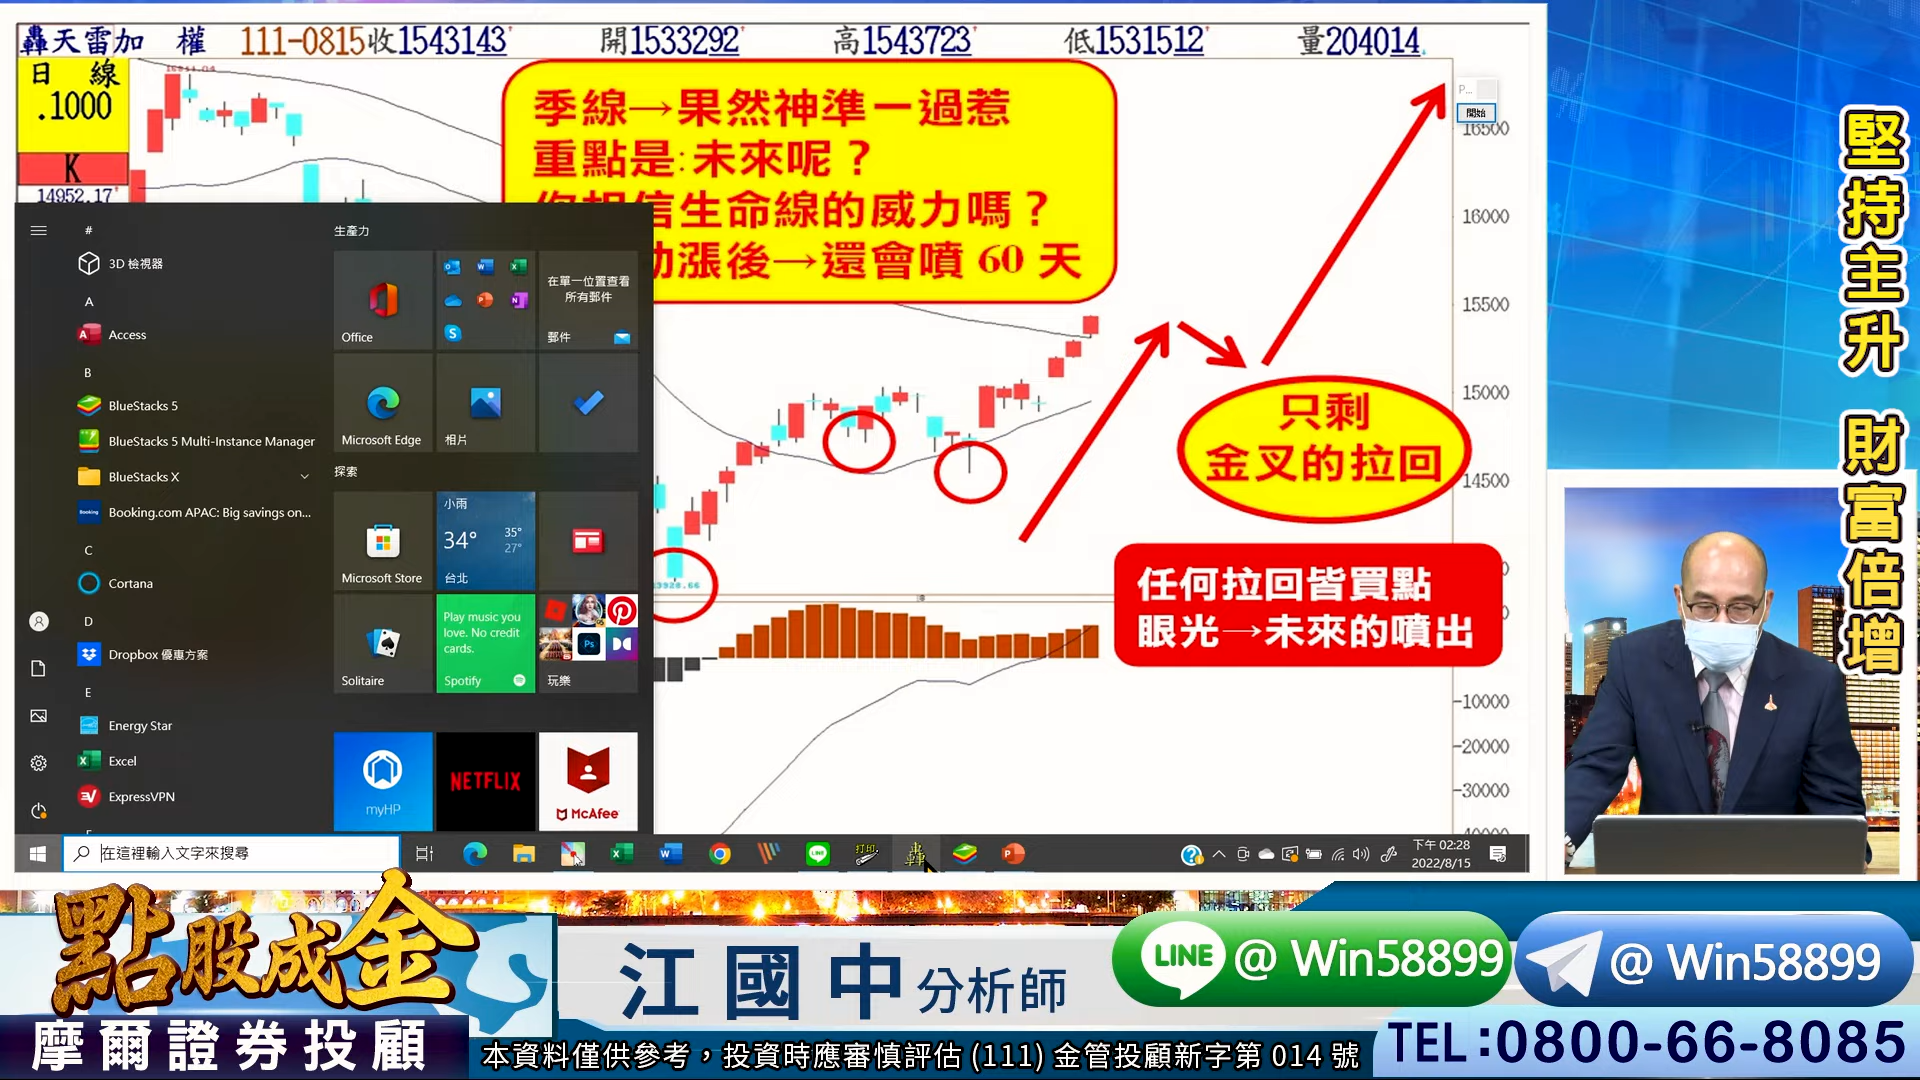 轟天雷加 權 111-0815收1543143 開1533292 高1543723 低1531512 量204014
日 線
.1000
K
14952.17
季線→果然神準一過惹
重點是:未來呢？
你相信生命線的威力嗎？
漲後→還會噴 60 天
開始
16500
16000
15500
15000
14500
10000
20000
30000
40000
只剩
金叉的拉回
任何拉回皆買點
眼光→未來的噴出
3928.66
#
3D 檢視器
A
Access
B
BlueStacks 5
BlueStacks 5 Multi-Instance Manager
BlueStacks X
Booking.com APAC: Big savings on...
C
Cortana
D
Dropbox 優惠方案
E
Energy Star
Excel
ExpressVPN
生產力
Office
在單一位置查看
所有郵件
郵件
Microsoft Edge
相片
探索
Microsoft Store
小雨
34°
35°
27°
台北
Solitaire
Play music you
love. No credit
cards.
Spotify
玩樂
myHP
NETFLIX
McAfee
在這裡輸入文字來搜尋
下午 02:28
2022/8/15
堅持主升 財富倍增
點股成金
摩爾證券投顧
江國中 分析師
LINE @ Win58899
@ Win58899
TEL:0800-66-8085
本資料僅供參考，投資時應審慎評估 (111) 金管投顧新字第 014 號